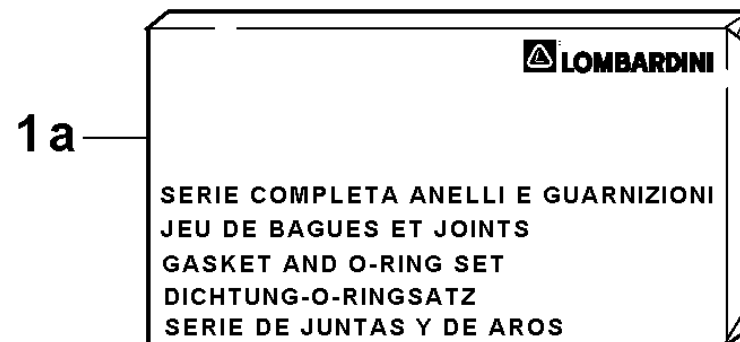 LOMBARDINI
1a
SERIE COMPLETA ANELLI E GUARNIZIONI
JEU DE BAGUES ET JOINTS
GASKET AND O-RING SET
DICHTUNG-O-RINGSATZ
SERIE DE JUNTAS Y DE AROS